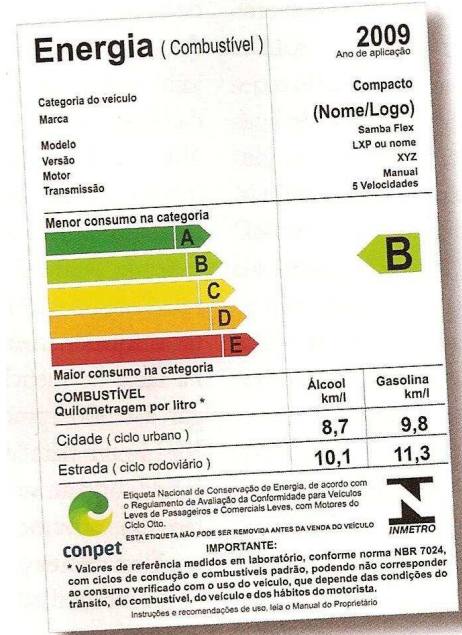 Energia ( Combustível ) 2009
Ano de aplicação
Categoria do veículo Compacto
Marca (Nome/Logo)
Modelo Samba Flex
Versão LXP ou nome
Motor XYZ
Transmissão Manual
5 Velocidades
Menor consumo na categoria
A
B B
C
D
E
Maior consumo na categoria
COMBUSTÍVEL Álcool Gasolina
Quilometragem por litro * km/l km/l
Cidade ( ciclo urbano ) 8,7 9,8
Estrada ( ciclo rodoviário ) 10,1 11,3
Etiqueta Nacional de Conservação de Energia, de acordo com
o Regulamento de Avaliação da Conformidade para Veículos
Leves de Passageiros e Comerciais Leves, com Motores do
Ciclo Otto.
ESTA ETIQUETA NÃO PODE SER REMOVIDA ANTES DA VENDA DO VEÍCULO
conpet INMETRO
IMPORTANTE:
* Valores de referência medidos em laboratório, conforme norma NBR 7024,
com ciclos de condução e combustíveis padrão, podendo não corresponder
ao consumo verificado com o uso do veículo, que depende das condições do
trânsito, do combustível, do veículo e dos hábitos do motorista.
Instruções e recomendações de uso, leia o Manual do Proprietário